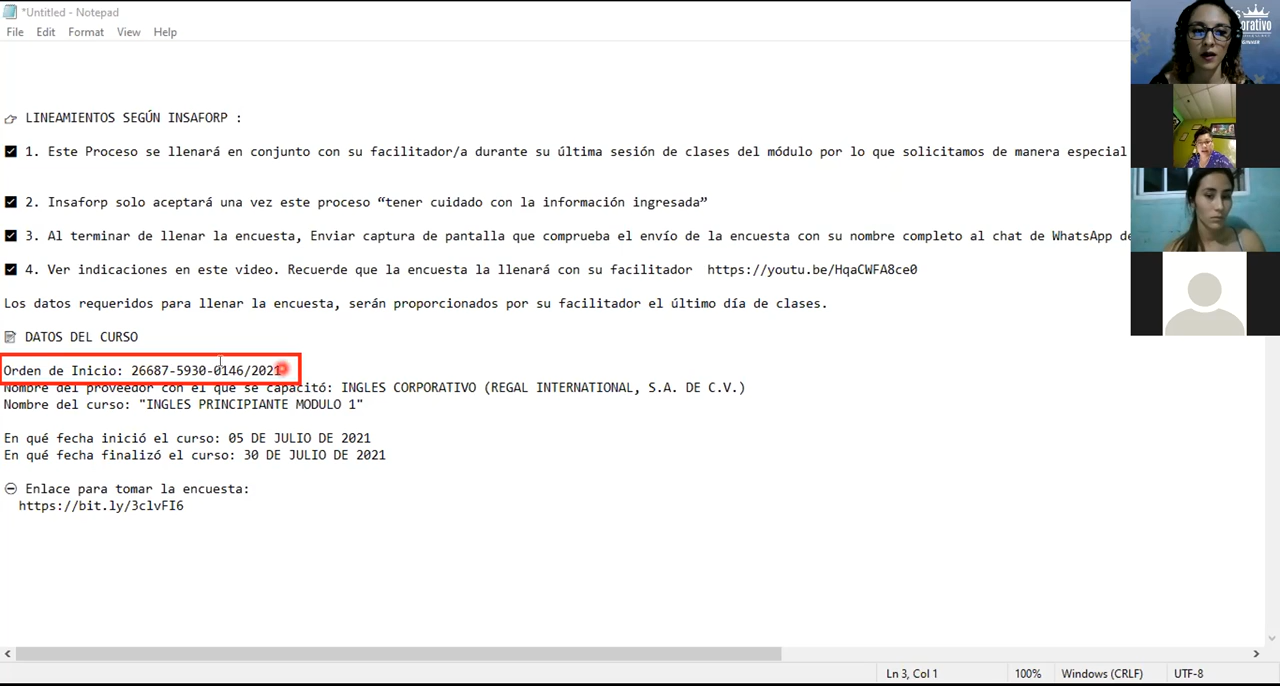 *Untitled - Notepad
File Edit Format View Help
LINEAMIENTOS SEGÚN INSAFORP :
1. Este Proceso se llenará en conjunto con su facilitador/a durante su última sesión de clases del módulo por lo que solicitamos de manera especial
2. Insaforp solo aceptará una vez este proceso “tener cuidado con la información ingresada”
3. Al terminar de llenar la encuesta, Enviar captura de pantalla que comprueba el envío de la encuesta con su nombre completo al chat de WhatsApp de
4. Ver indicaciones en este video. Recuerde que la encuesta la llenará con su facilitador https://youtu.be/HqaCWFA8ce0
Los datos requeridos para llenar la encuesta, serán proporcionados por su facilitador el último día de clases.
DATOS DEL CURSO
Orden de Inicio: 26687-5930-0146/2021
Nombre del proveedor con el que se capacitó: INGLES CORPORATIVO (REGAL INTERNATIONAL, S.A. DE C.V.)
Nombre del curso: "INGLES PRINCIPIANTE MODULO 1"
En qué fecha inició el curso: 05 DE JULIO DE 2021
En qué fecha finalizó el curso: 30 DE JULIO DE 2021
Enlace para tomar la encuesta:
https://bit.ly/3clvFI6
Ln 3, Col 1 100% Windows (CRLF) UTF-8